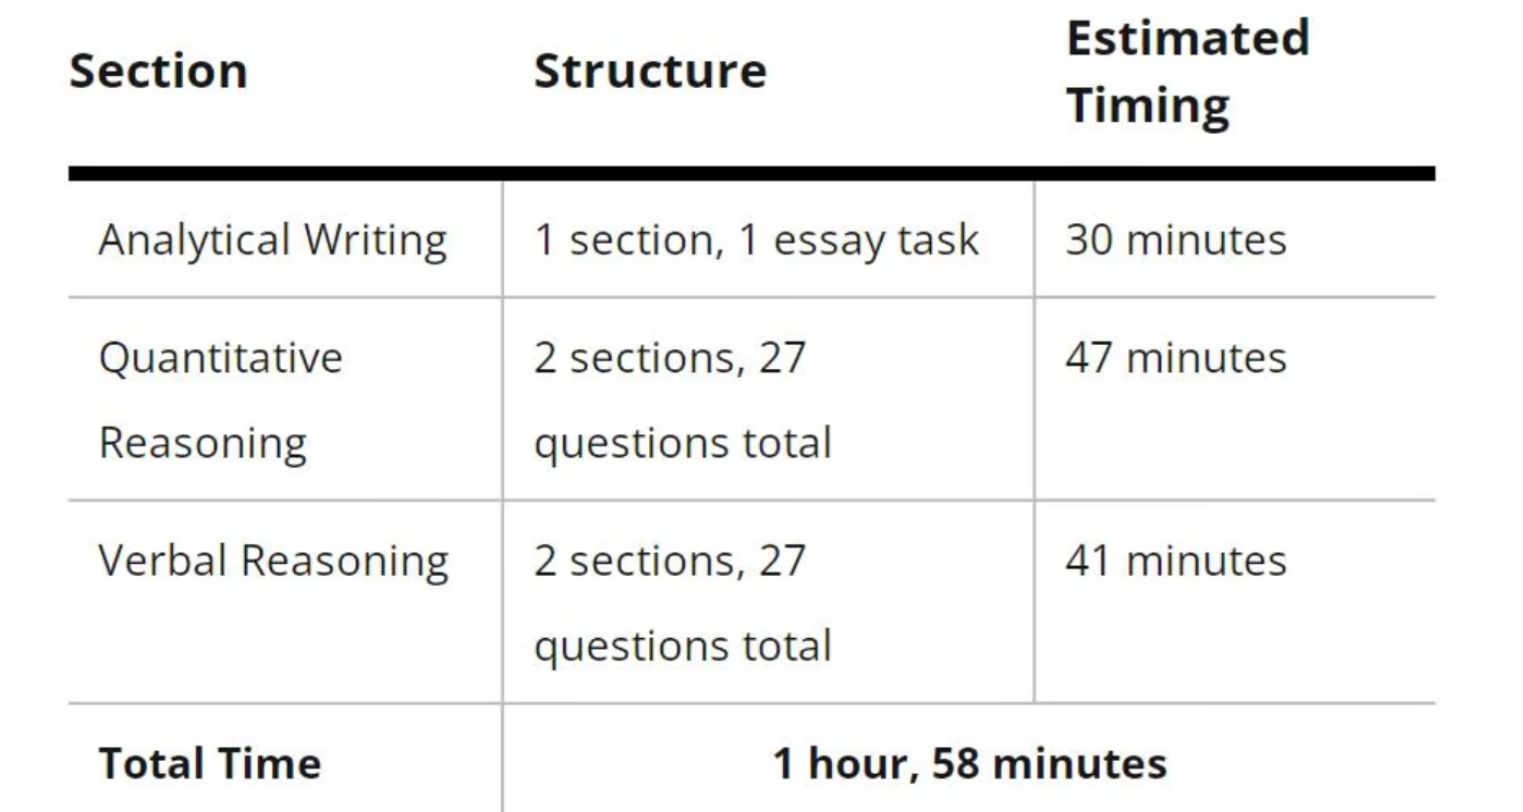 Section Structure Estimated
Timing
Analytical Writing 1 section, 1 essay task 30 minutes
Quantitative 2 sections, 27 47 minutes
Reasoning questions total
Verbal Reasoning 2 sections, 27 41 minutes
questions total
Total Time 1 hour, 58 minutes